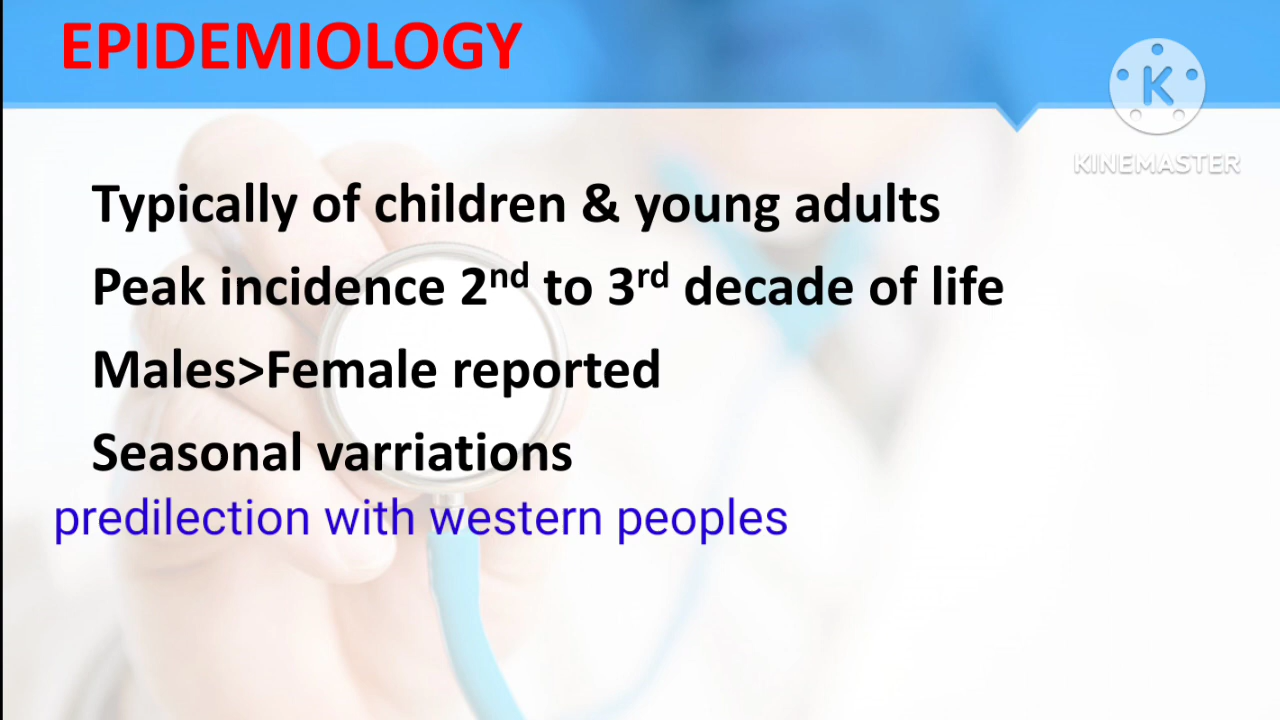 EPIDEMIOLOGY
K
KINEMASTER
Typically of children & young adults
Peak incidence 2nd to 3rd decade of life
Males>Female reported
Seasonal varriations
predilection with western peoples